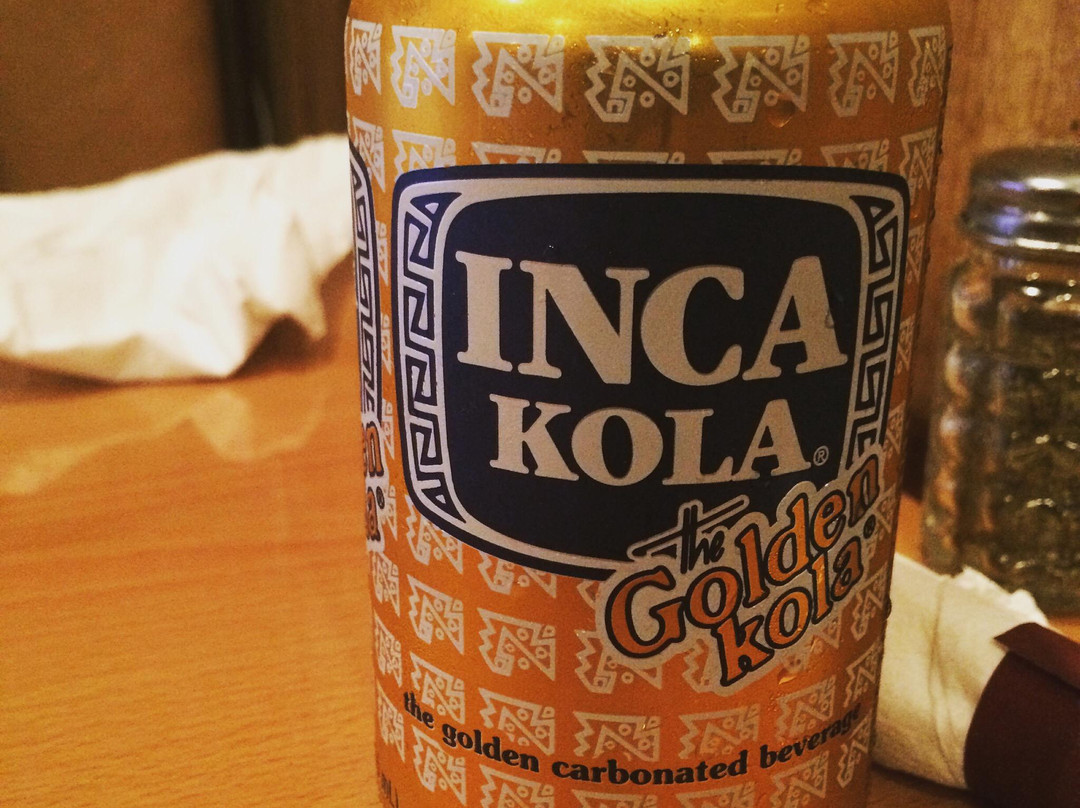 INCA
KOLA®
the
Golden
kola®
the golden carbonated beverage